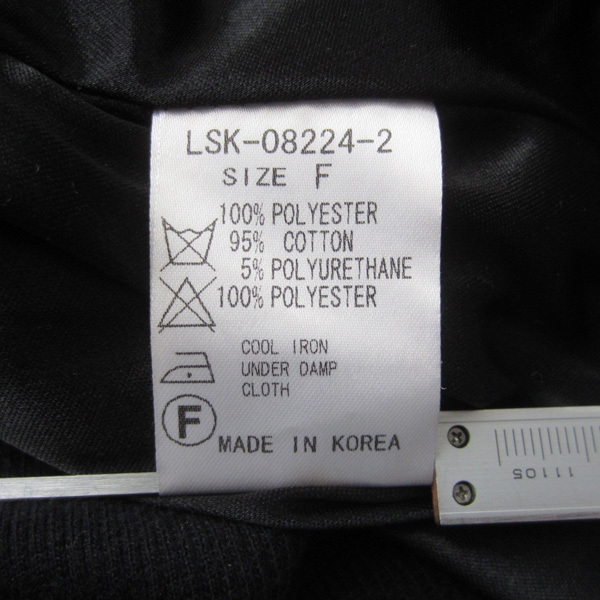 LSK-08224-2
SIZE F
100% POLYESTER
95% COTTON
5% POLYURETHANE
100% POLYESTER
COOL IRON
UNDER DAMP
CLOTH
F
MADE IN KOREA
11105